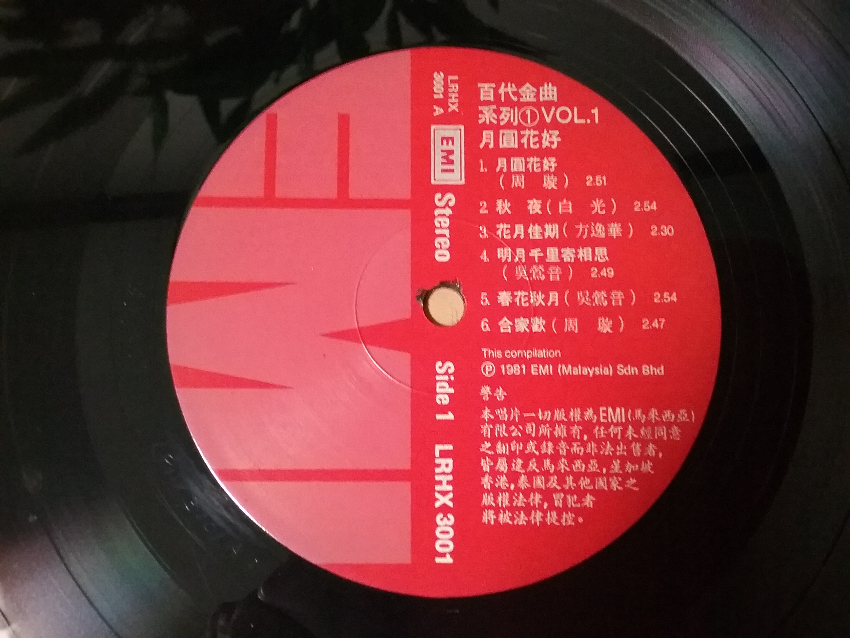 百代金曲
系列①VOL.1
月圓花好
1. 月圓花好
(周 璇) 2.51
2. 秋 夜(白 光) 2.54
3. 花月佳期(方逸華) 2.30
4. 明月千里寄相思
(吳鶯音) 2.49
5. 春花秋月(吳鶯音) 2.54
6. 合家歡(周 璇) 2.47
This compilation
Ⓟ 1981 EMI (Malaysia) Sdn Bhd
警告
本唱片一切版權為EMI(馬來西亞)
有限公司所擁有,任何未經同意
之翻印或錄音而非法出售者,
皆屬違反馬來西亞,星加坡
香港,泰國及其他國家之
版權法律,冒犯者
將被法律提控。
LRHX
3001 A
EMI
Stereo
Side 1
LRHX 3001
EMI